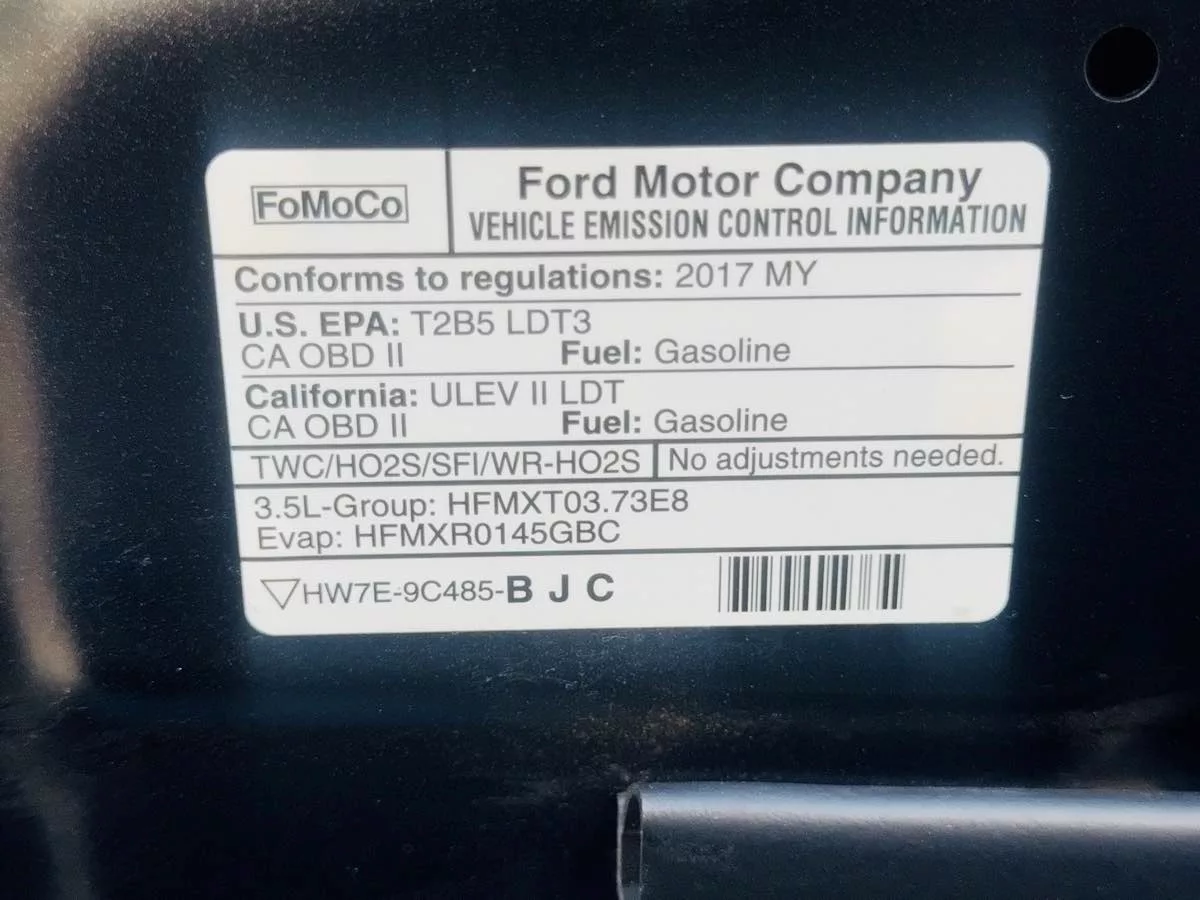 FoMoCo
Ford Motor Company
VEHICLE EMISSION CONTROL INFORMATION
Conforms to regulations: 2017 MY
U.S. EPA: T2B5 LDT3
CA OBD II Fuel: Gasoline
California: ULEV II LDT
CA OBD II Fuel: Gasoline
TWC/HO2S/SFI/WR-HO2S No adjustments needed.
3.5L-Group: HFMXT03.73E8
Evap: HFMXR0145GBC
HW7E-9C485-B J C